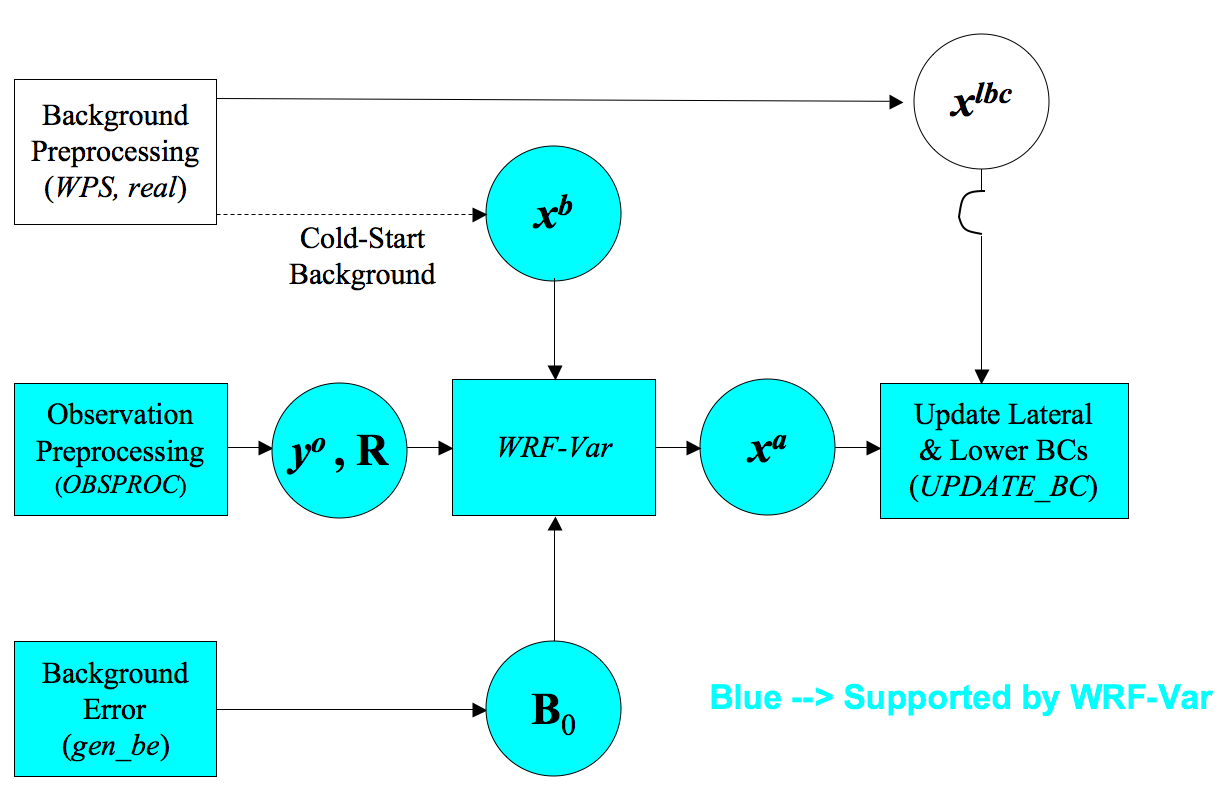 Background
Preprocessing
(WPS, real)
x^lbc
x^b
Cold-Start
Background
Observation
Preprocessing
(OBSPROC)
y^o , R
WRF-Var
x^a
Update Lateral
& Lower BCs
(UPDATE_BC)
Background
Error
(gen_be)
B_0
Blue --> Supported by WRF-Var